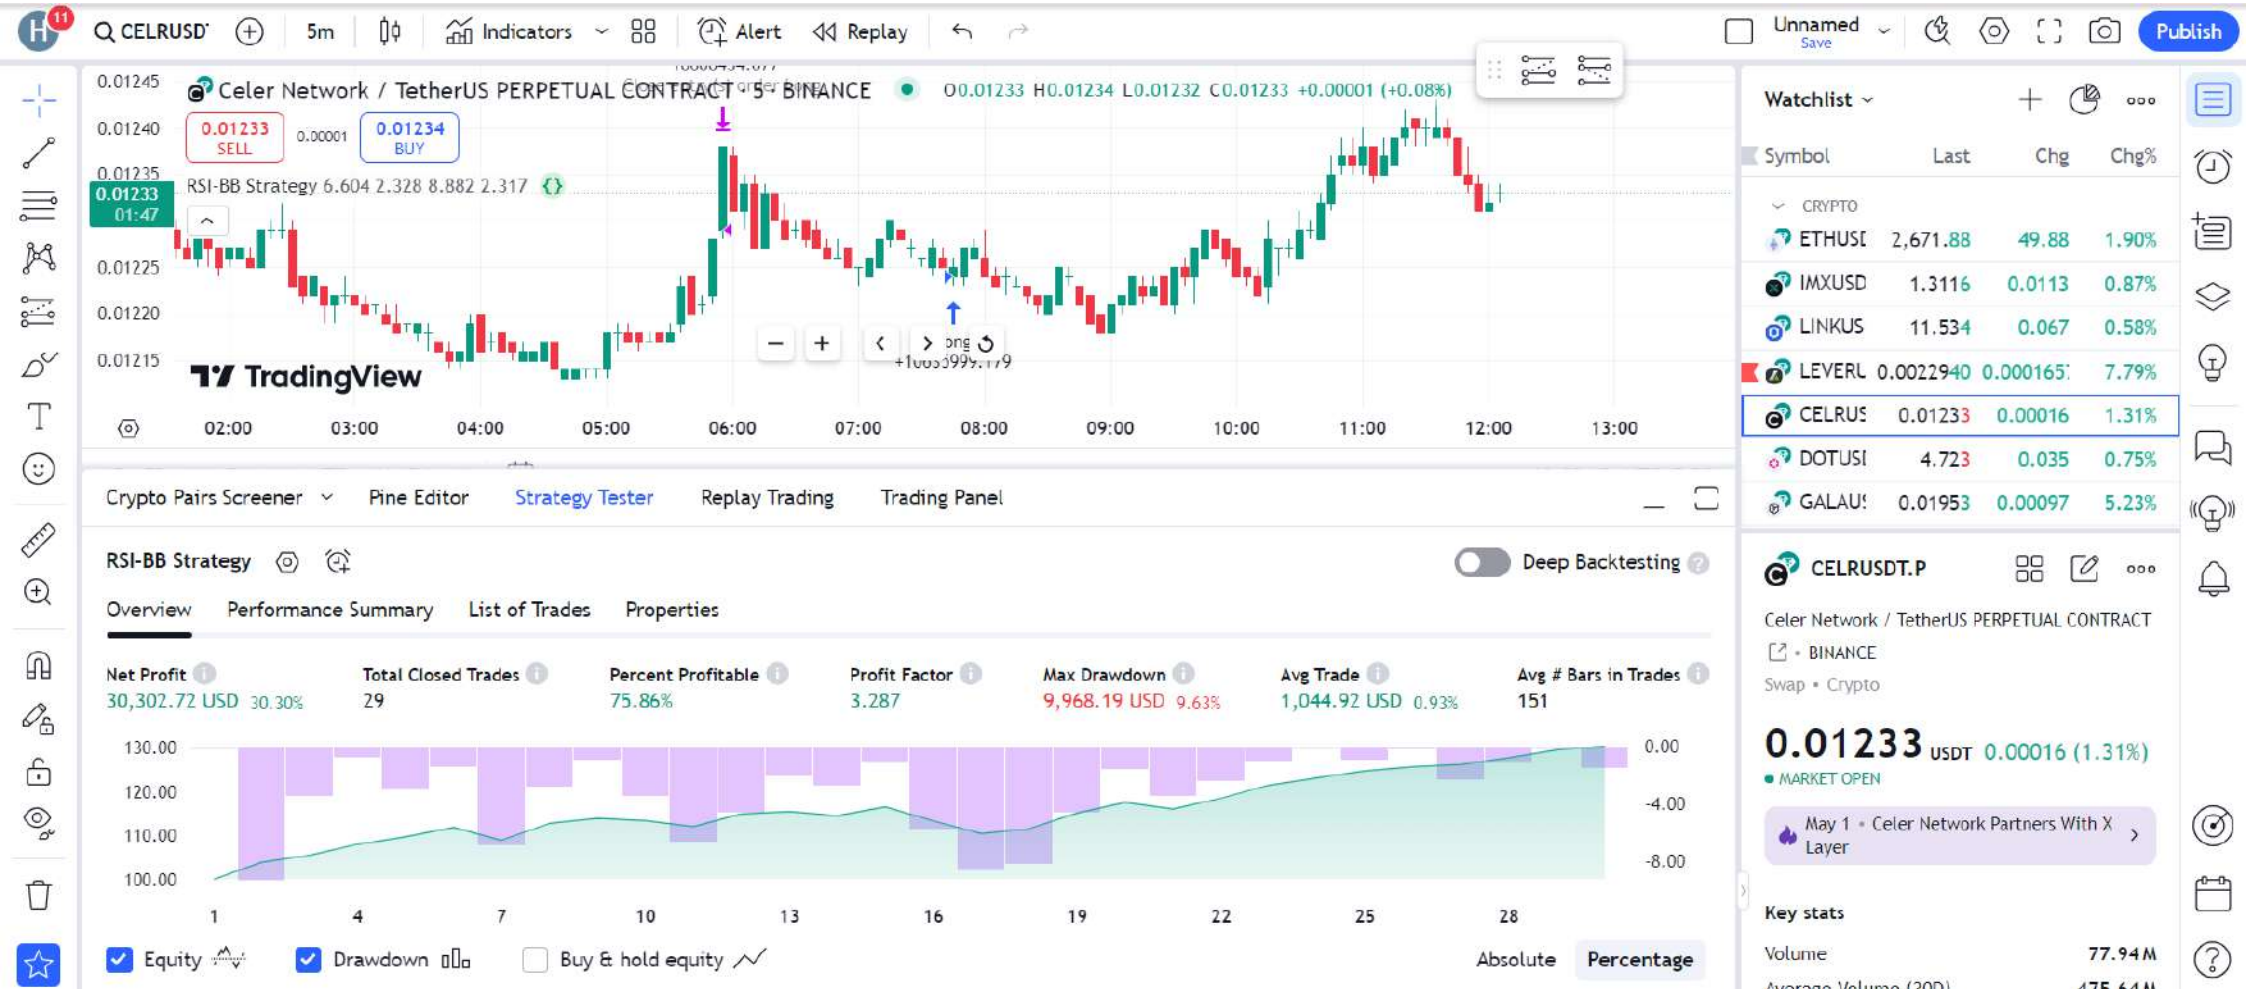 H 11 CELRUSD 5m Indicators Alert Replay Unnamed Save Publish
0.01245 Celer Network / TetherUS PERPETUAL CONTRACT · 5 · BINANCE O0.01233 H0.01234 L0.01232 C0.01233 +0.00001 (+0.08%)
0.01240 0.01233 SELL 0.00001 0.01234 BUY
0.01235 RSI-BB Strategy 6.604 2.328 8.882 2.317 {}
0.01233
01:47
0.01225
0.01220
0.01215
TradingView
02:00 03:00 04:00 05:00 06:00 07:00 08:00 09:00 10:00 11:00 12:00 13:00
Crypto Pairs Screener Pine Editor Strategy Tester Replay Trading Trading Panel
RSI-BB Strategy Deep Backtesting
Overview Performance Summary List of Trades Properties
Net Profit Total Closed Trades Percent Profitable Profit Factor Max Drawdown Avg Trade Avg # Bars in Trades
30,302.72 USD 30.30% 29 75.86% 3.287 9,968.19 USD 9.63% 1,044.92 USD 0.93% 151
130.00 0.00
120.00 -4.00
110.00 -8.00
100.00
1 4 7 10 13 16 19 22 25 28
Equity Drawdown Buy & hold equity Absolute Percentage
Watchlist
Symbol Last Chg Chg%
CRYPTO
ETHUSD 2,671.88 49.88 1.90%
IMXUSD 1.3116 0.0113 0.87%
LINKUS 11.534 0.067 0.58%
LEVERU 0.0022940 0.0001657 7.79%
CELRUS 0.01233 0.00016 1.31%
DOTUSD 4.723 0.035 0.75%
GALAUS 0.01953 0.00097 5.23%
CELRUSDT.P
Celer Network / TetherUS PERPETUAL CONTRACT
• BINANCE
Swap • Crypto
0.01233 USDT 0.00016 (1.31%)
MARKET OPEN
May 1 • Celer Network Partners With X
Layer
Key stats
Volume 77.94M
Average Volume (30D) 475.64M